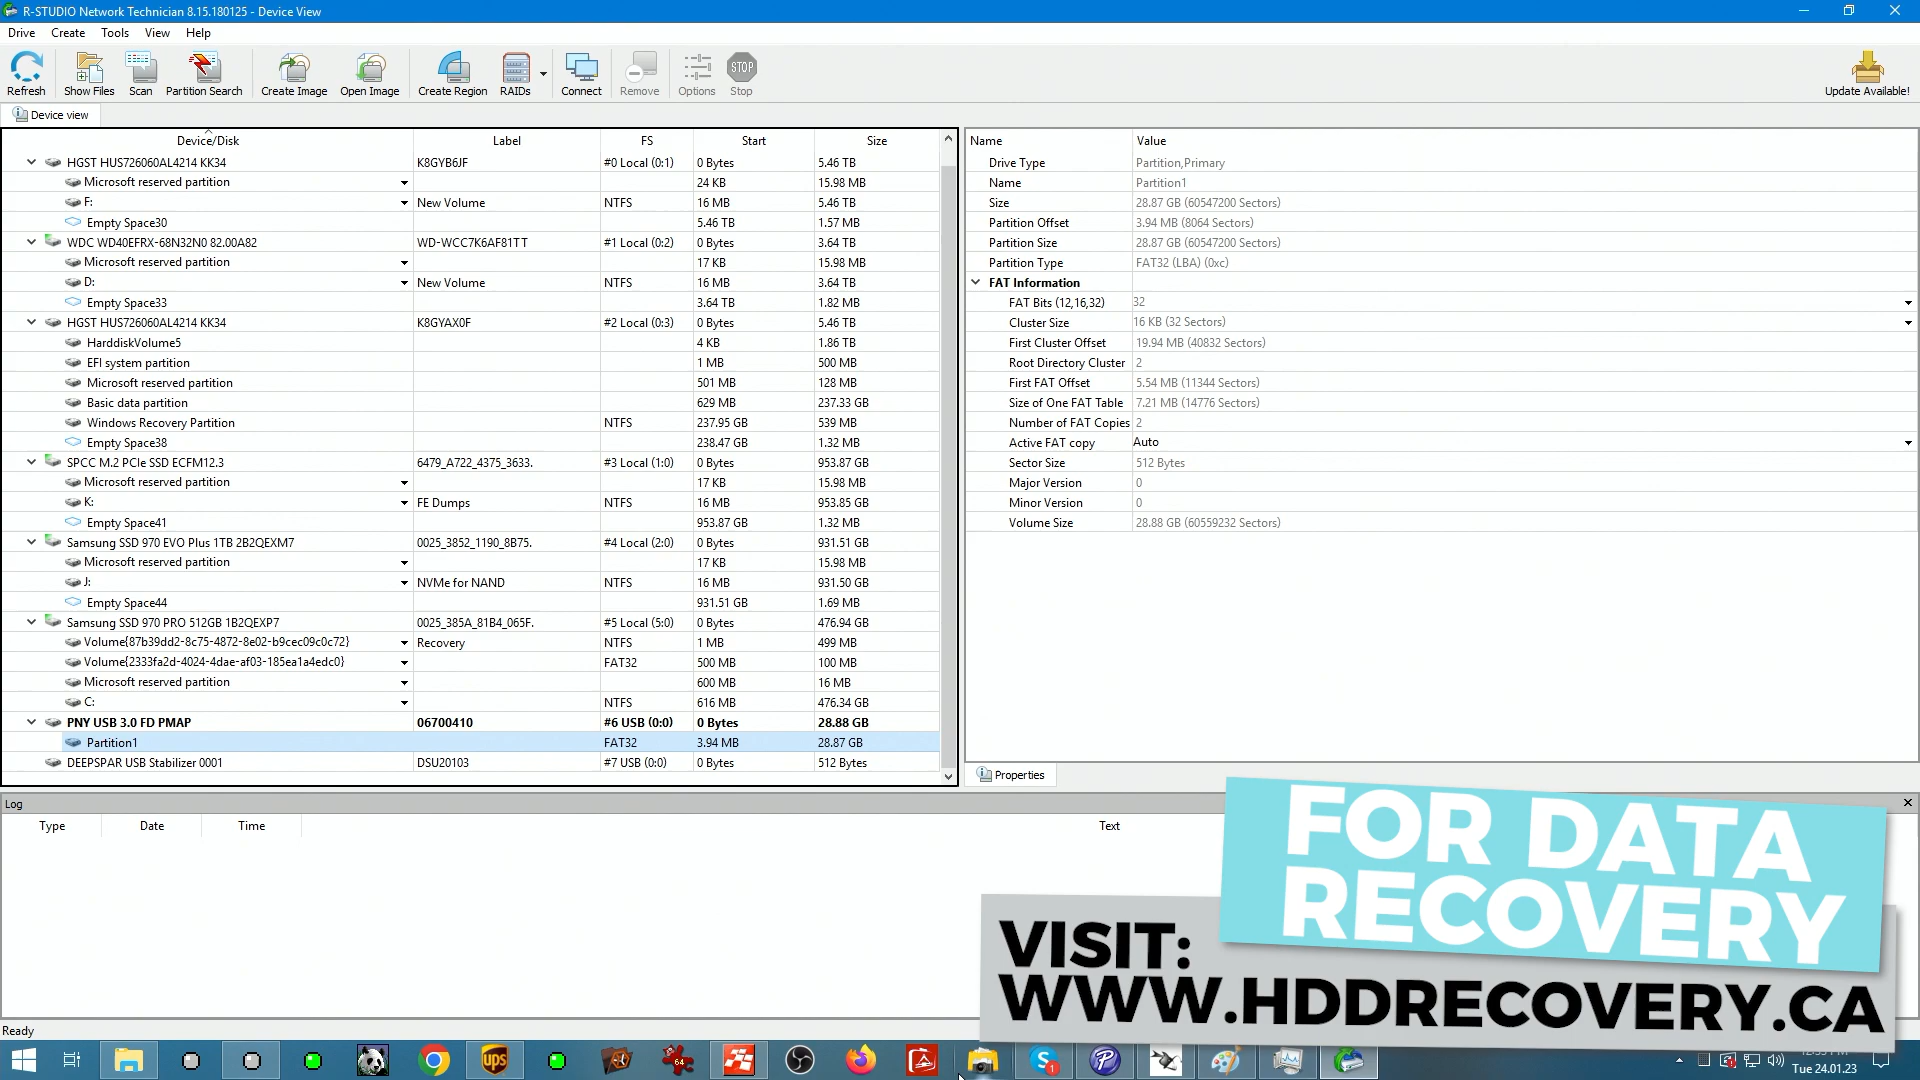 R-STUDIO Network Technician 8.15.180125 - Device View
Drive Create Tools View Help
Refresh Show Files Scan Partition Search Create Image Open Image Create Region RAIDs Connect Remove Options STOP Stop Update Available!
Device view
Device/Disk Label FS Start Size
HGST HUS726060AL4214 KK34 K8GYB6JF #0 Local (0:1) 0 Bytes 5.46 TB
Microsoft reserved partition 24 KB 15.98 MB
F: New Volume NTFS 16 MB 5.46 TB
Empty Space30 5.46 TB 1.57 MB
WDC WD40EFRX-68N32N0 82.00A82 WD-WCC7K6AF81TT #1 Local (0:2) 0 Bytes 3.64 TB
Microsoft reserved partition 17 KB 15.98 MB
D: New Volume NTFS 16 MB 3.64 TB
Empty Space33 3.64 TB 1.82 MB
HGST HUS726060AL4214 KK34 K8GYAX0F #2 Local (0:3) 0 Bytes 5.46 TB
HarddiskVolume5 4 KB 1.86 TB
EFI system partition 1 MB 500 MB
Microsoft reserved partition 501 MB 128 MB
Basic data partition 629 MB 237.33 GB
Windows Recovery Partition NTFS 237.95 GB 539 MB
Empty Space38 238.47 GB 1.32 MB
SPCC M.2 PCIe SSD ECFM12.3 6479_A722_4375_3633. #3 Local (1:0) 0 Bytes 953.87 GB
Microsoft reserved partition 17 KB 15.98 MB
K: FE Dumps NTFS 16 MB 953.85 GB
Empty Space41 953.87 GB 1.32 MB
Samsung SSD 970 EVO Plus 1TB 2B2QEXM7 0025_3852_1190_8B75. #4 Local (2:0) 0 Bytes 931.51 GB
Microsoft reserved partition 17 KB 15.98 MB
J: NVMe for NAND NTFS 16 MB 931.50 GB
Empty Space44 931.51 GB 1.69 MB
Samsung SSD 970 PRO 512GB 1B2QEXP7 0025_385A_81B4_065F. #5 Local (5:0) 0 Bytes 476.94 GB
Volume{87b39dd2-8c75-4872-8e02-b9cec09c0c72} Recovery NTFS 1 MB 499 MB
Volume{2333fa2d-4024-4dae-af03-185ea1a4edc0} FAT32 500 MB 100 MB
Microsoft reserved partition 600 MB 16 MB
C: NTFS 616 MB 476.34 GB
PNY USB 3.0 FD PMAP 06700410 #6 USB (0:0) 0 Bytes 28.88 GB
Partition1 FAT32 3.94 MB 28.87 GB
DEEPSPAR USB Stabilizer 0001 DSU20103 #7 USB (0:0) 0 Bytes 512 Bytes
Name Value
Drive Type Partition,Primary
Name Partition1
Size 28.87 GB (60547200 Sectors)
Partition Offset 3.94 MB (8064 Sectors)
Partition Size 28.87 GB (60547200 Sectors)
Partition Type FAT32 (LBA) (0xc)
FAT Information
FAT Bits (12,16,32) 32
Cluster Size 16 KB (32 Sectors)
First Cluster Offset 19.94 MB (40832 Sectors)
Root Directory Cluster 2
First FAT Offset 5.54 MB (11344 Sectors)
Size of One FAT Table 7.21 MB (14776 Sectors)
Number of FAT Copies 2
Active FAT copy Auto
Sector Size 512 Bytes
Major Version 0
Minor Version 0
Volume Size 28.88 GB (60559232 Sectors)
Properties
Log
Type Date Time Text
FOR DATA
RECOVERY
VISIT:
WWW.HDDRECOVERY.CA
Ready
ups
64
1
Tue 24.01.23